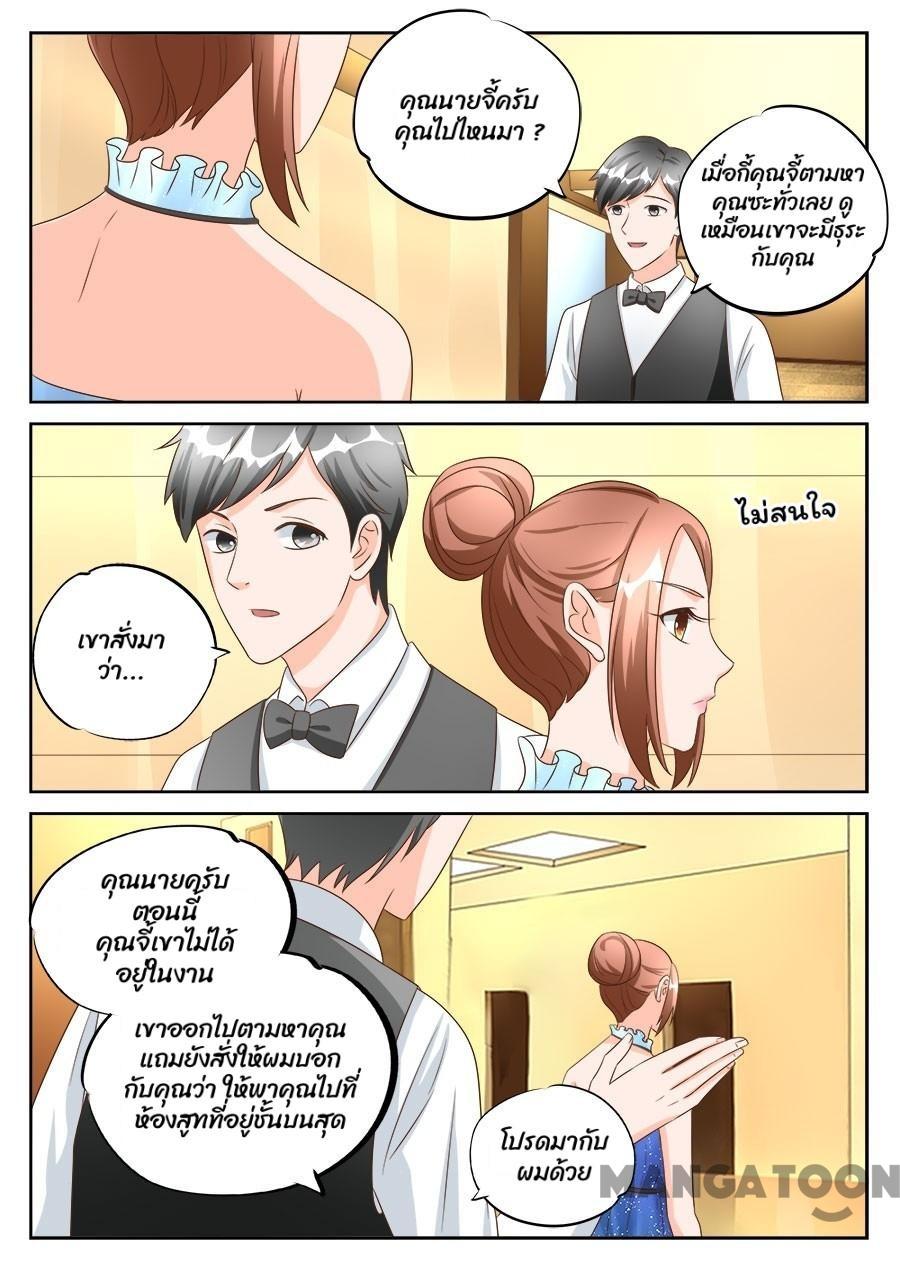 คุณนายจี้ครับ
คุณไปไหนมา ?
เมื่อกี้คุณจี้ตามหา
คุณซะทั่วเลย ดู
เหมือนเขาจะมีธุระ
กับคุณ
ไม่สนใจ
เขาสั่งมา
ว่า...
คุณนายครับ
ตอนนี้
คุณจี้เขาไม่ได้
อยู่ในงาน
เขาออกไปตามหาคุณ
แถมยังสั่งให้ผมบอก
กับคุณว่า ให้พาคุณไปที่
ห้องสูทที่อยู่ชั้นบนสุด
โปรดมากับ
ผมด้วย
MANGATOON